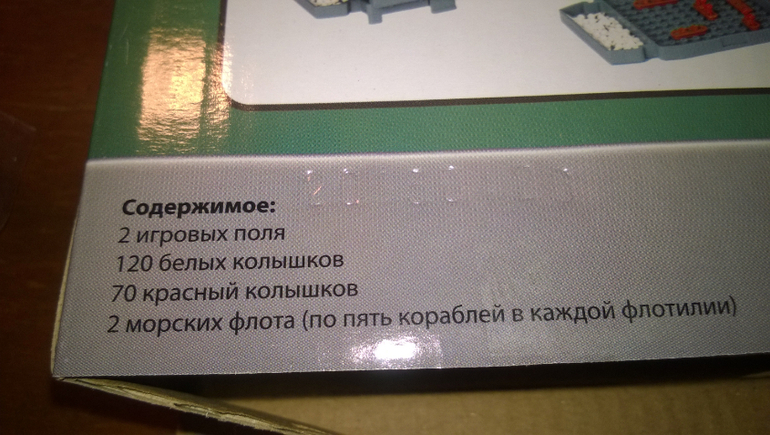 Содержимое:
2 игровых поля
120 белых колышков
70 красный колышков
2 морских флота (по пять кораблей в каждой флотилии)